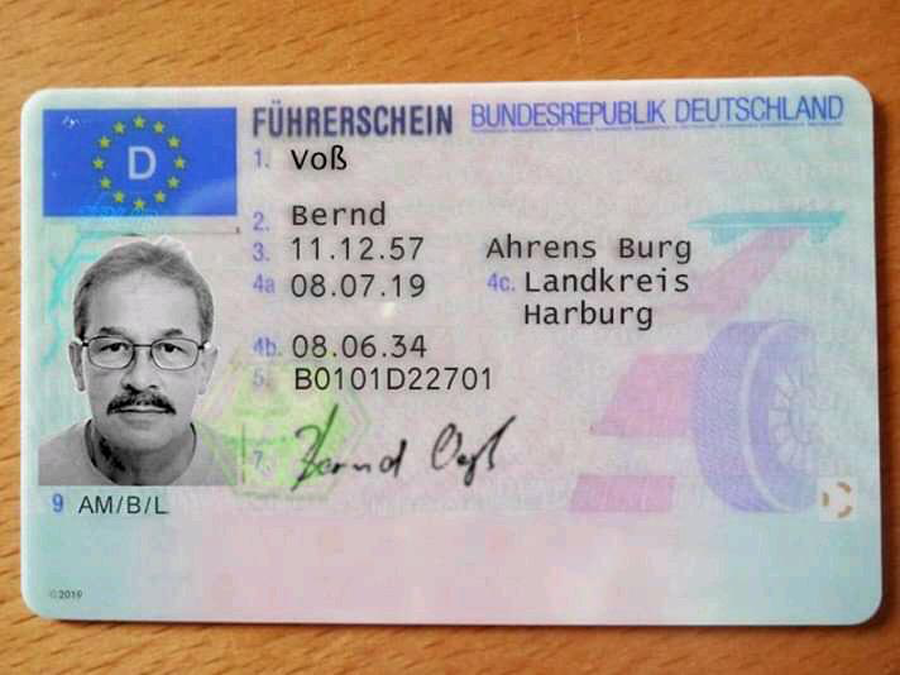 D
FÜHRERSCHEIN BUNDESREPUBLIK DEUTSCHLAND
1. Voß
2. Bernd
3. 11.12.57 Ahrens Burg
4a 08.07.19 4c. Landkreis
Harburg
4b. 08.06.34
5. B0101D22701
7. Bernd Voß
9 AM/B/L
©2019